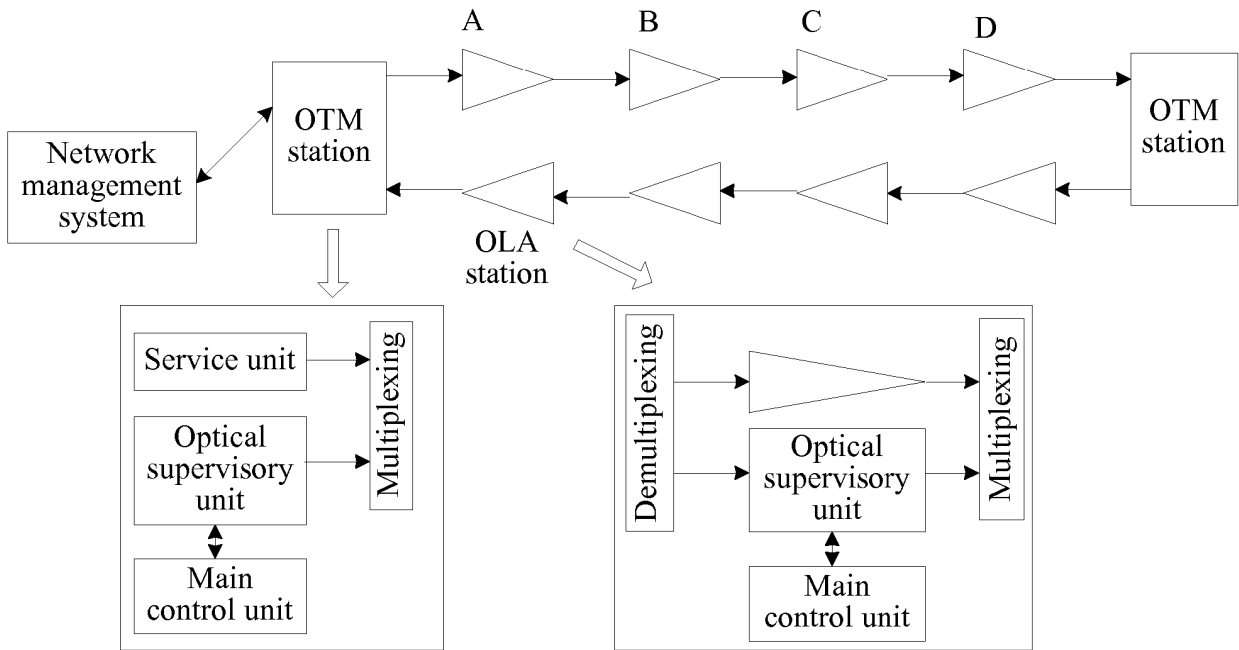 A
B
C
D
OTM
station
OTM
station
Network
management
system
OLA
station
Service unit
Optical
supervisory
unit
Main
control unit
Multiplexing
Demultiplexing
Optical
supervisory
unit
Main
control unit
Multiplexing